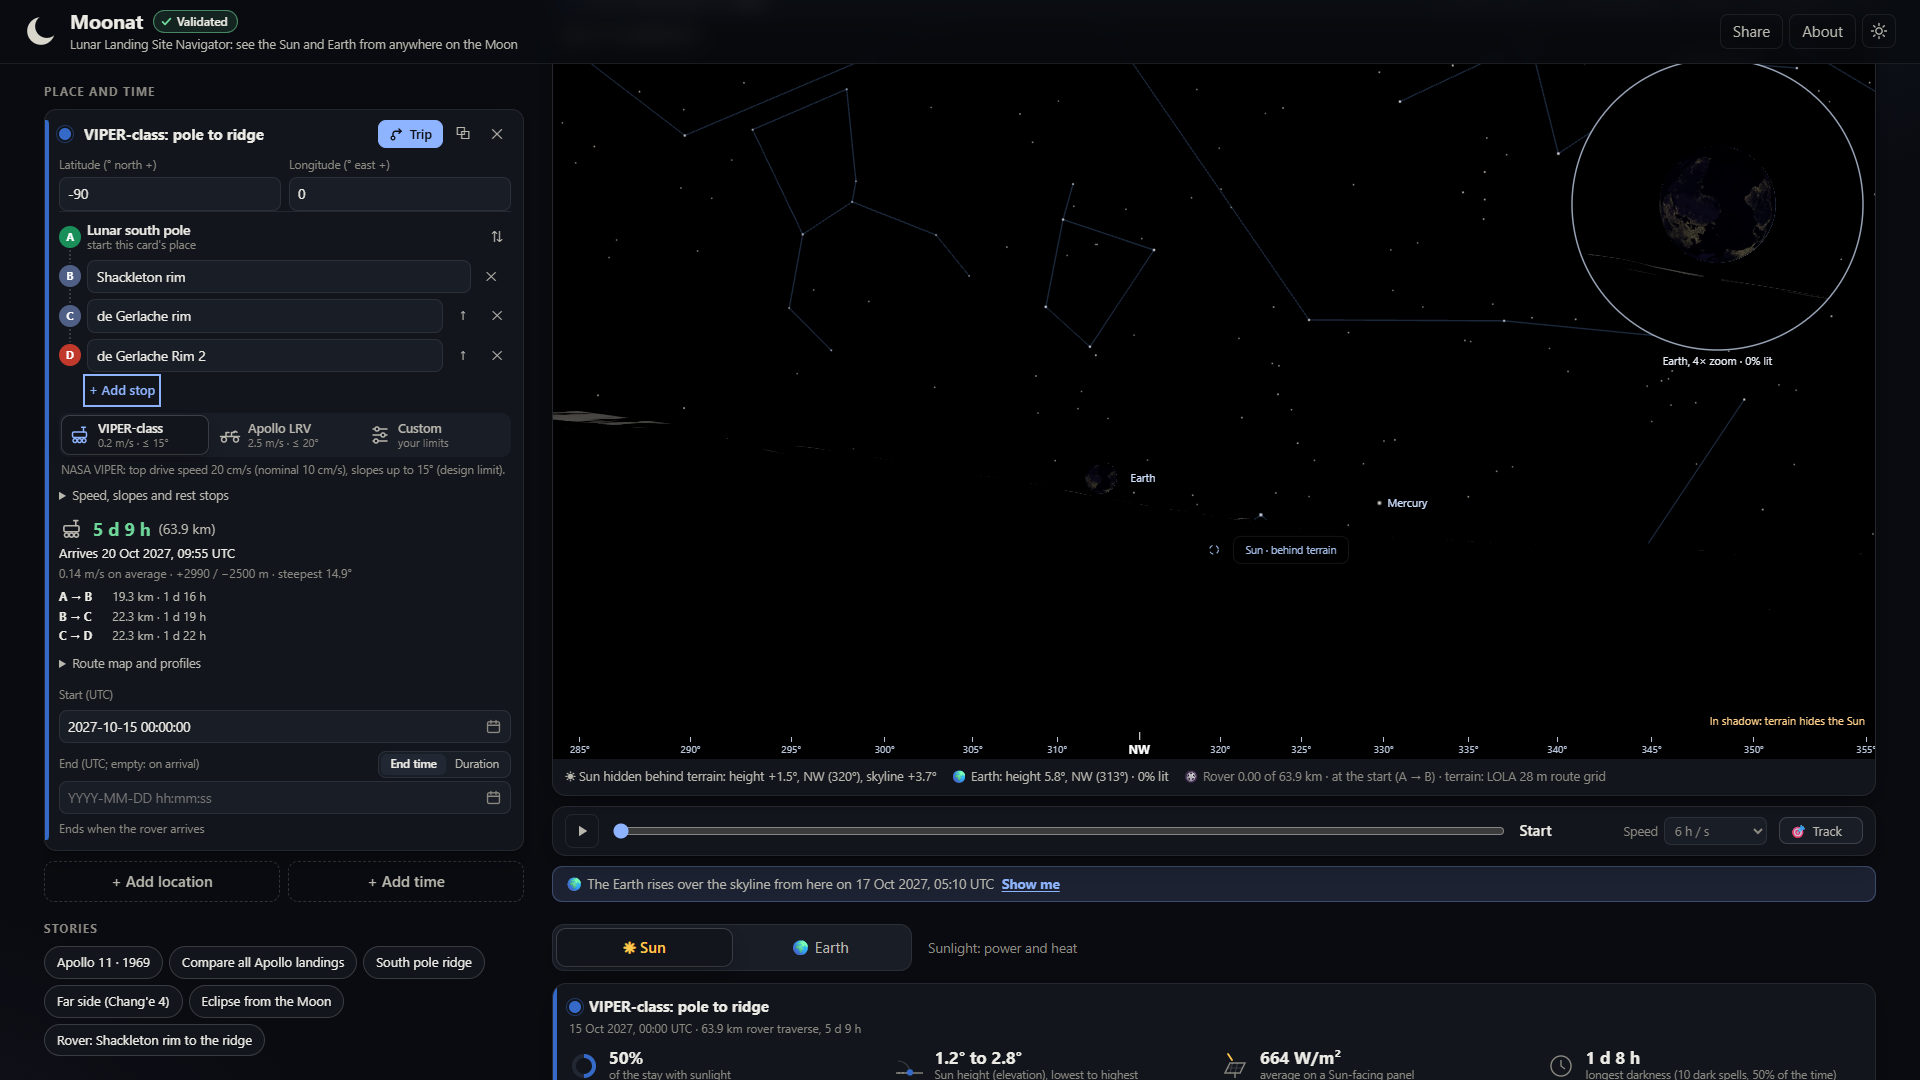 Moonat
Validated
Lunar Landing Site Navigator: see the Sun and Earth from anywhere on the Moon
Share
About
PLACE AND TIME
VIPER-class: pole to ridge
Trip
Latitude (° north +)
Longitude (° east +)
-90
0
A
Lunar south pole
start: this card's place
B
Shackleton rim
C
de Gerlache rim
D
de Gerlache Rim 2
+ Add stop
VIPER-class
0.2 m/s · ≤ 15°
Apollo LRV
2.5 m/s · ≤ 20°
Custom
your limits
NASA VIPER: top drive speed 20 cm/s (nominal 10 cm/s), slopes up to 15° (design limit).
Speed, slopes and rest stops
5 d 9 h (63.9 km)
Arrives 20 Oct 2027, 09:55 UTC
0.14 m/s on average · +2990 / −2500 m · steepest 14.9°
A → B 19.3 km · 1 d 16 h
B → C 22.3 km · 1 d 19 h
C → D 22.3 km · 1 d 22 h
Route map and profiles
Start (UTC)
2027-10-15 00:00:00
End (UTC; empty: on arrival)
End time
Duration
YYYY-MM-DD hh:mm:ss
Ends when the rover arrives
+ Add location
+ Add time
STORIES
Apollo 11 · 1969
Compare all Apollo landings
South pole ridge
Far side (Chang'e 4)
Eclipse from the Moon
Rover: Shackleton rim to the ridge
Earth, 4× zoom · 0% lit
Earth
Mercury
Sun · behind terrain
In shadow: terrain hides the Sun
285° 290° 295° 300° 305° 310° NW 320° 325° 330° 335° 340° 345° 350° 355°
Sun hidden behind terrain: height +1.5°, NW (320°), skyline +3.7°
Earth: height 5.8°, NW (313°) · 0% lit
Rover 0.00 of 63.9 km · at the start (A → B) · terrain: LOLA 28 m route grid
Start
Speed
6 h / s
Track
The Earth rises over the skyline from here on 17 Oct 2027, 05:10 UTC Show me
Sun
Earth
Sunlight: power and heat
VIPER-class: pole to ridge
15 Oct 2027, 00:00 UTC · 63.9 km rover traverse, 5 d 9 h
50%
of the stay with sunlight
1.2° to 2.8°
Sun height (elevation), lowest to highest
664 W/m²
average on a Sun-facing panel
1 d 8 h
longest darkness (10 dark spells, 50% of the time)